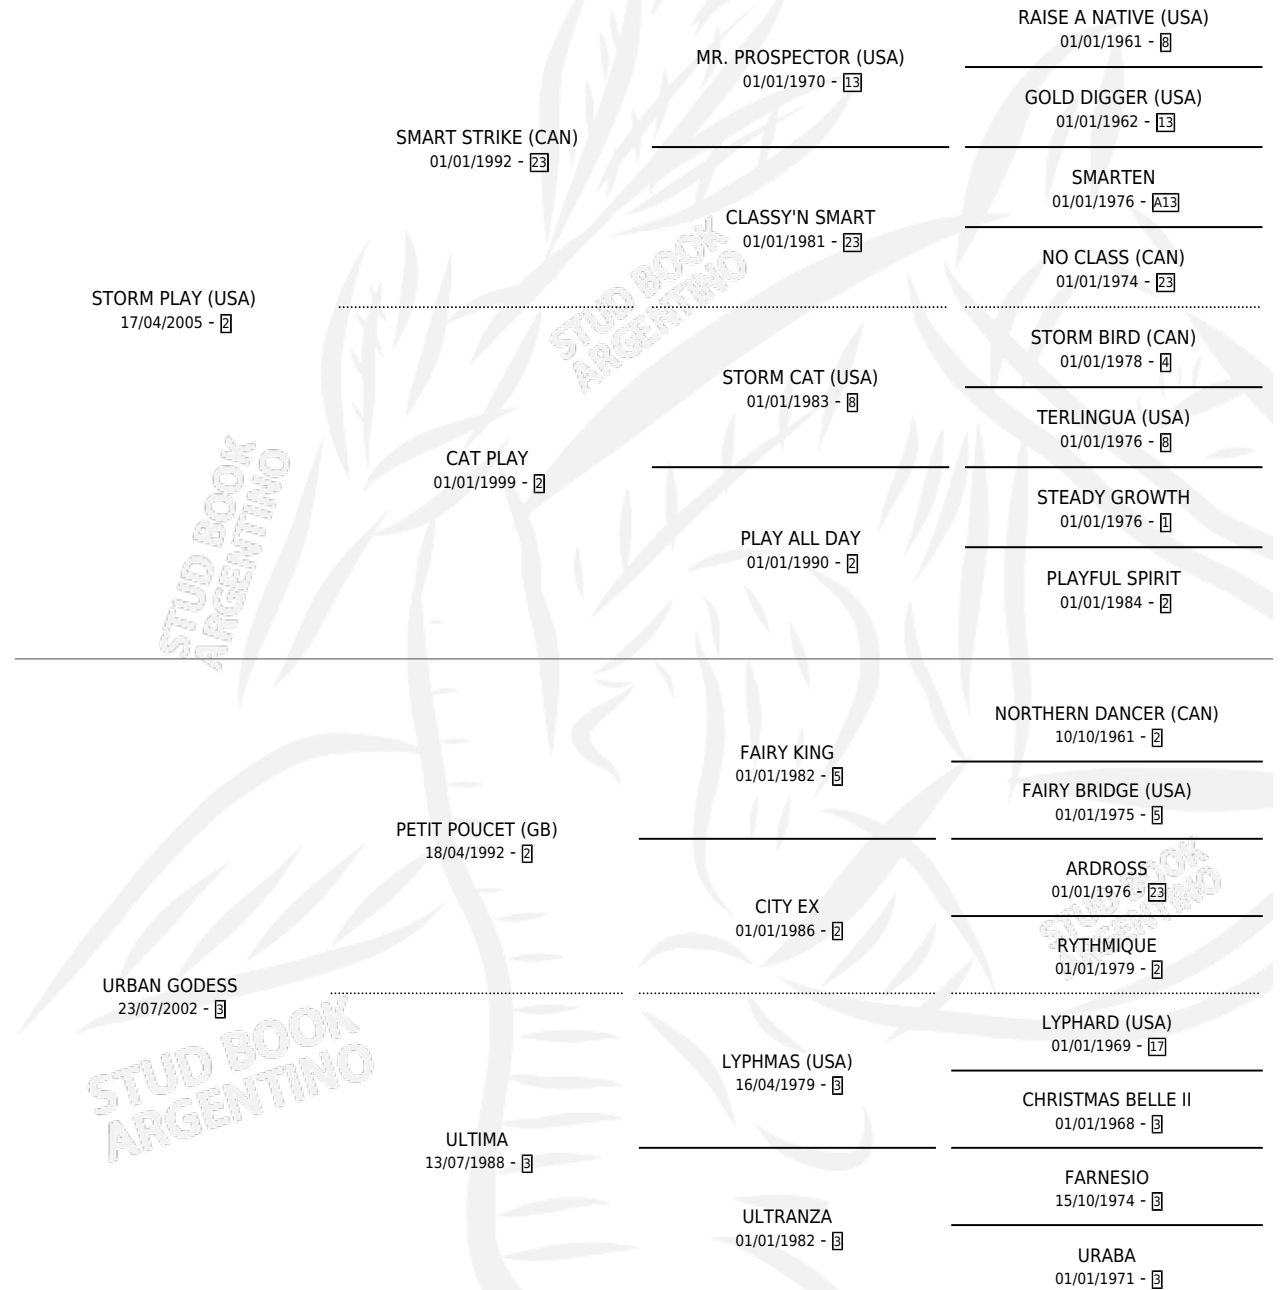 RAISE A NATIVE (USA)
01/01/1961 - 8
MR. PROSPECTOR (USA)
01/01/1970 - 13
GOLD DIGGER (USA)
01/01/1962 - 13
SMART STRIKE (CAN)
01/01/1992 - 23
SMARTEN
01/01/1976 - A13
CLASSY'N SMART
01/01/1981 - 23
NO CLASS (CAN)
01/01/1974 - 23
STORM PLAY (USA)
17/04/2005 - 2
STUD BOOK
ARGENTINO
STORM BIRD (CAN)
01/01/1978 - 4
STORM CAT (USA)
01/01/1983 - 8
TERLINGUA (USA)
01/01/1976 - 8
CAT PLAY
01/01/1999 - 2
STEADY GROWTH
01/01/1976 - 1
PLAY ALL DAY
01/01/1990 - 2
PLAYFUL SPIRIT
01/01/1984 - 2
STUD BOOK
ARGENTINO
NORTHERN DANCER (CAN)
10/10/1961 - 2
FAIRY KING
01/01/1982 - 5
FAIRY BRIDGE (USA)
01/01/1975 - 5
PETIT POUCET (GB)
18/04/1992 - 2
ARDROSS
01/01/1976 - 23
CITY EX
01/01/1986 - 2
RYTHMIQUE
01/01/1979 - 2
STUD BOOK
ARGENTINO
URBAN GODESS
23/07/2002 - 3
LYPHARD (USA)
01/01/1969 - 17
LYPHMAS (USA)
16/04/1979 - 3
CHRISTMAS BELLE II
01/01/1968 - 3
STUD BOOK
ARGENTINO
ULTIMA
13/07/1988 - 3
FARNESIO
15/10/1974 - 3
ULTRANZA
01/01/1982 - 3
URABA
01/01/1971 - 3